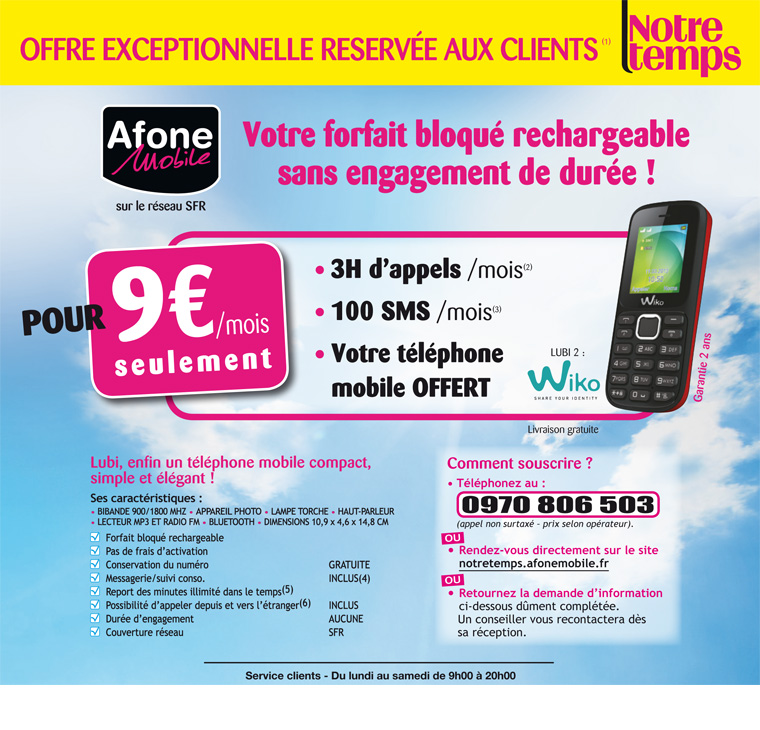 OFFRE EXCEPTIONNELLE RESERVÉE AUX CLIENTS (1)
Notre
temps
Afone
Mobile
sur le réseau SFR
Votre forfait bloqué rechargeable
sans engagement de durée !
POUR 9€/mois
seulement
• 3H d'appels /mois(2)
• 100 SMS /mois(3)
• Votre téléphone
mobile OFFERT
LUBI 2 :
Wiko
SHARE YOUR IDENTITY
Wiko
Garantie 2 ans
Livraison gratuite
Lubi, enfin un téléphone mobile compact,
simple et élégant !
Ses caractéristiques :
• BIBANDE 900/1800 MHZ • APPAREIL PHOTO • LAMPE TORCHE • HAUT-PARLEUR
• LECTEUR MP3 ET RADIO FM • BLUETOOTH • DIMENSIONS 10,9 x 4,6 x 14,8 CM
Forfait bloqué rechargeable
Pas de frais d'activation
Conservation du numéro GRATUITE
Messagerie/suivi conso. INCLUS(4)
Report des minutes illimité dans le temps(5)
Possibilité d'appeler depuis et vers l'étranger(6) INCLUS
Durée d'engagement AUCUNE
Couverture réseau SFR
Comment souscrire ?
• Téléphonez au :
0970 806 503
(appel non surtaxé - prix selon opérateur).
OU
• Rendez-vous directement sur le site
notretemps.afonemobile.fr
OU
• Retournez la demande d'information
ci-dessous dûment complétée.
Un conseiller vous recontactera dès
sa réception.
Service clients - Du lundi au samedi de 9h00 à 20h00